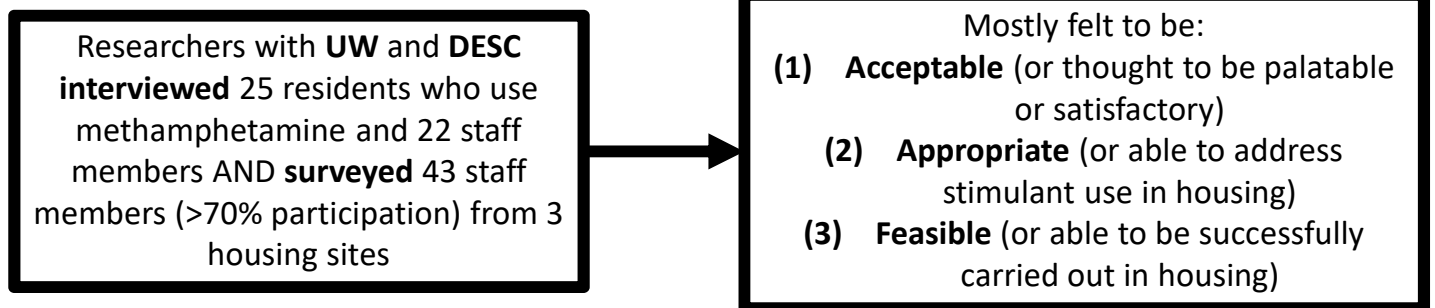 Researchers with UW and DESC
interviewed 25 residents who use
methamphetamine and 22 staff
members AND surveyed 43 staff
members (>70% participation) from 3
housing sites
Mostly felt to be:
(1) Acceptable (or thought to be palatable
or satisfactory)
(2) Appropriate (or able to address
stimulant use in housing)
(3) Feasible (or able to be successfully
carried out in housing)